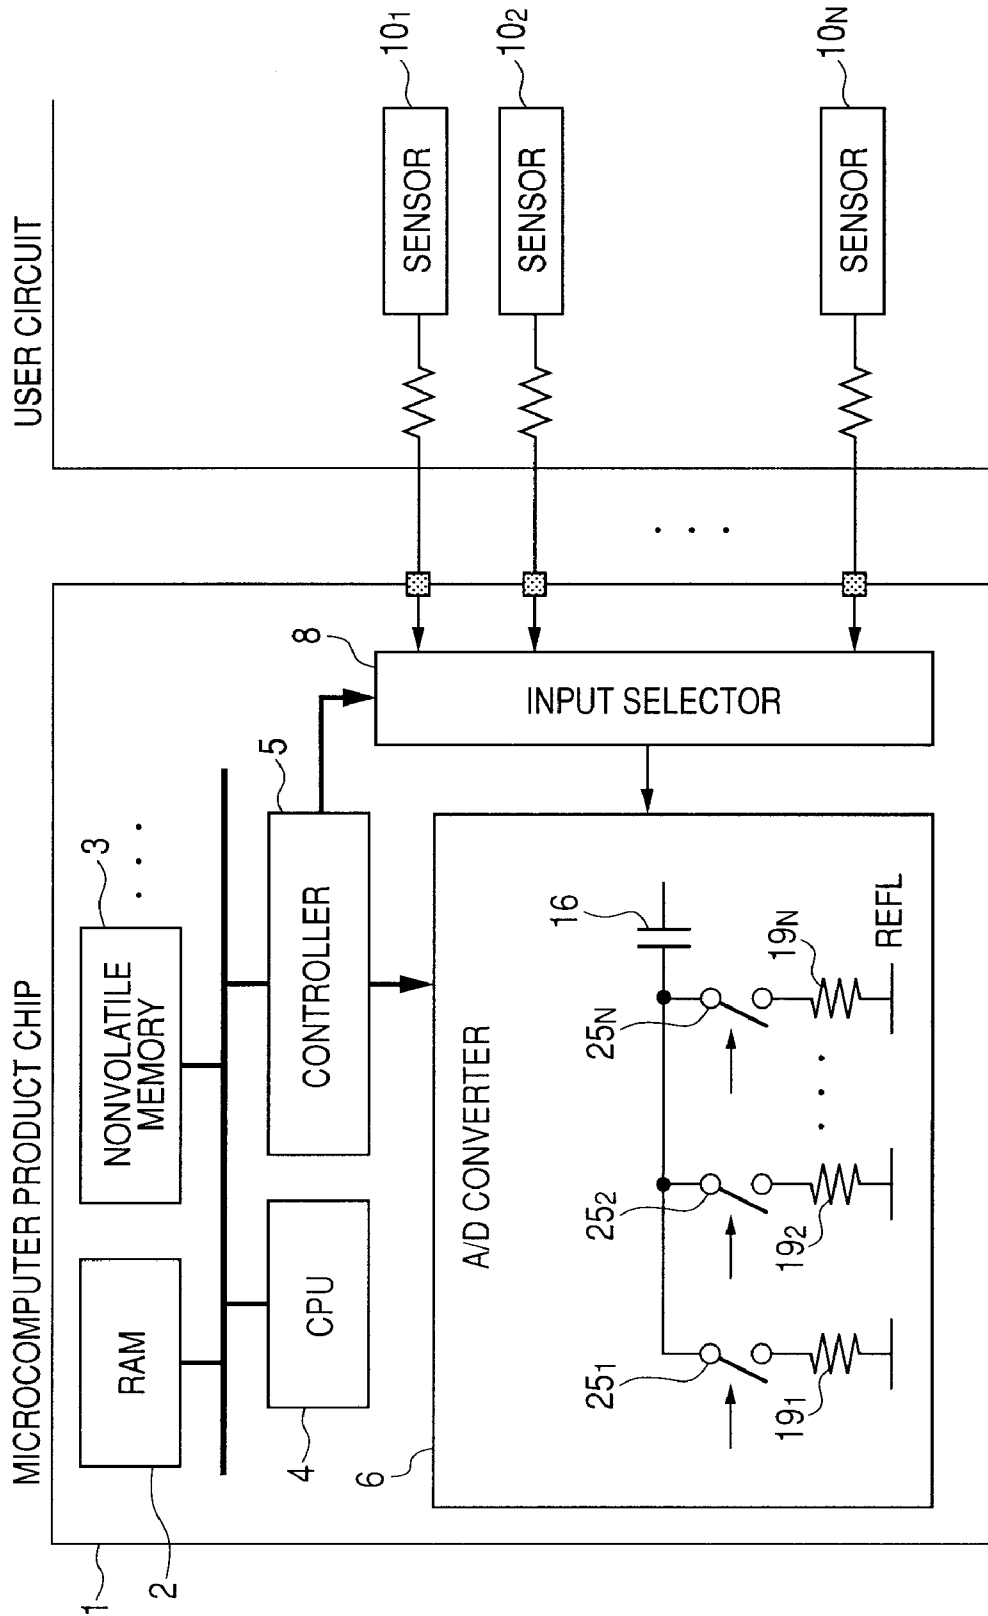 MICROCOMPUTER PRODUCT CHIP
USER CIRCUIT
1
2
RAM
3
NONVOLATILE
MEMORY
. . .
4
CPU
5
CONTROLLER
8
INPUT SELECTOR
10₁
SENSOR
10₂
SENSOR
. . .
10N
SENSOR
6
A/D CONVERTER
16
25₁
25₂
25N
19₁
19₂
. . .
19N
REFL